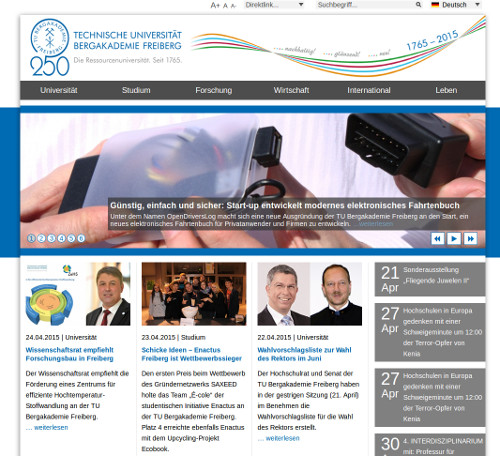 A+ A A-
Direktlink...
Suchbegriff...
Deutsch
TU BERGAKADEMIE FREIBERG
250
TECHNISCHE UNIVERSITÄT
BERGAKADEMIE FREIBERG
Die Ressourcenuniversität. Seit 1765.
.... nachhaltig! .... glänzend! .... neu!
1765 – 2015
Universität Studium Forschung Wirtschaft International Leben
Günstig, einfach und sicher: Start-up entwickelt modernes elektronisches Fahrtenbuch
Unter dem Namen OpenDriversLog macht sich eine neue Ausgründung der TU Bergakademie Freiberg an den Start, ein
neues elektronisches Fahrtenbuch für Privatanwender und Firmen zu entwickeln. ... weiterlesen
1 2 3 4 5 6
24.04.2015 | Universität
Wissenschaftsrat empfiehlt
Forschungsbau in Freiberg
Der Wissenschaftsrat empfiehlt die
Förderung eines Zentrums für
effiziente Hochtemperatur-
Stoffwandlung an der TU
Bergakademie Freiberg.
... weiterlesen
23.04.2015 | Studium
Schicke Ideen – Enactus
Freiberg ist Wettbewerbssieger
Den ersten Preis beim Wettbewerb
des Gründernetzwerks SAXEED
holte das Team „É-cole“ der
studentischen Initiative Enactus an
der TU Bergakademie Freiberg.
Platz 4 erreichte ebenfalls Enactus
mit dem Upcycling-Projekt
Ecobook.
22.04.2015 | Universität
Wahlvorschlagsliste zur Wahl
des Rektors im Juni
Der Hochschulrat und Senat der
TU Bergakademie Freiberg haben
in der gestrigen Sitzung (21. April)
im Benehmen die
Wahlvorschlagsliste für die Wahl
des Rektors erstellt.
... weiterlesen
21
Apr
Sonderausstellung
„Fliegende Juwelen II“
27
Apr
Hochschulen in Europa
gedenken mit einer
Schweigeminute um 12:00
der Terror-Opfer von
Kenia
27
Apr
Hochschulen in Europa
gedenken mit einer
Schweigeminute um 12:00
der Terror-Opfer von
Kenia
30
Apr
4. INTERDISZIPLINARIUM
mit: Professur für